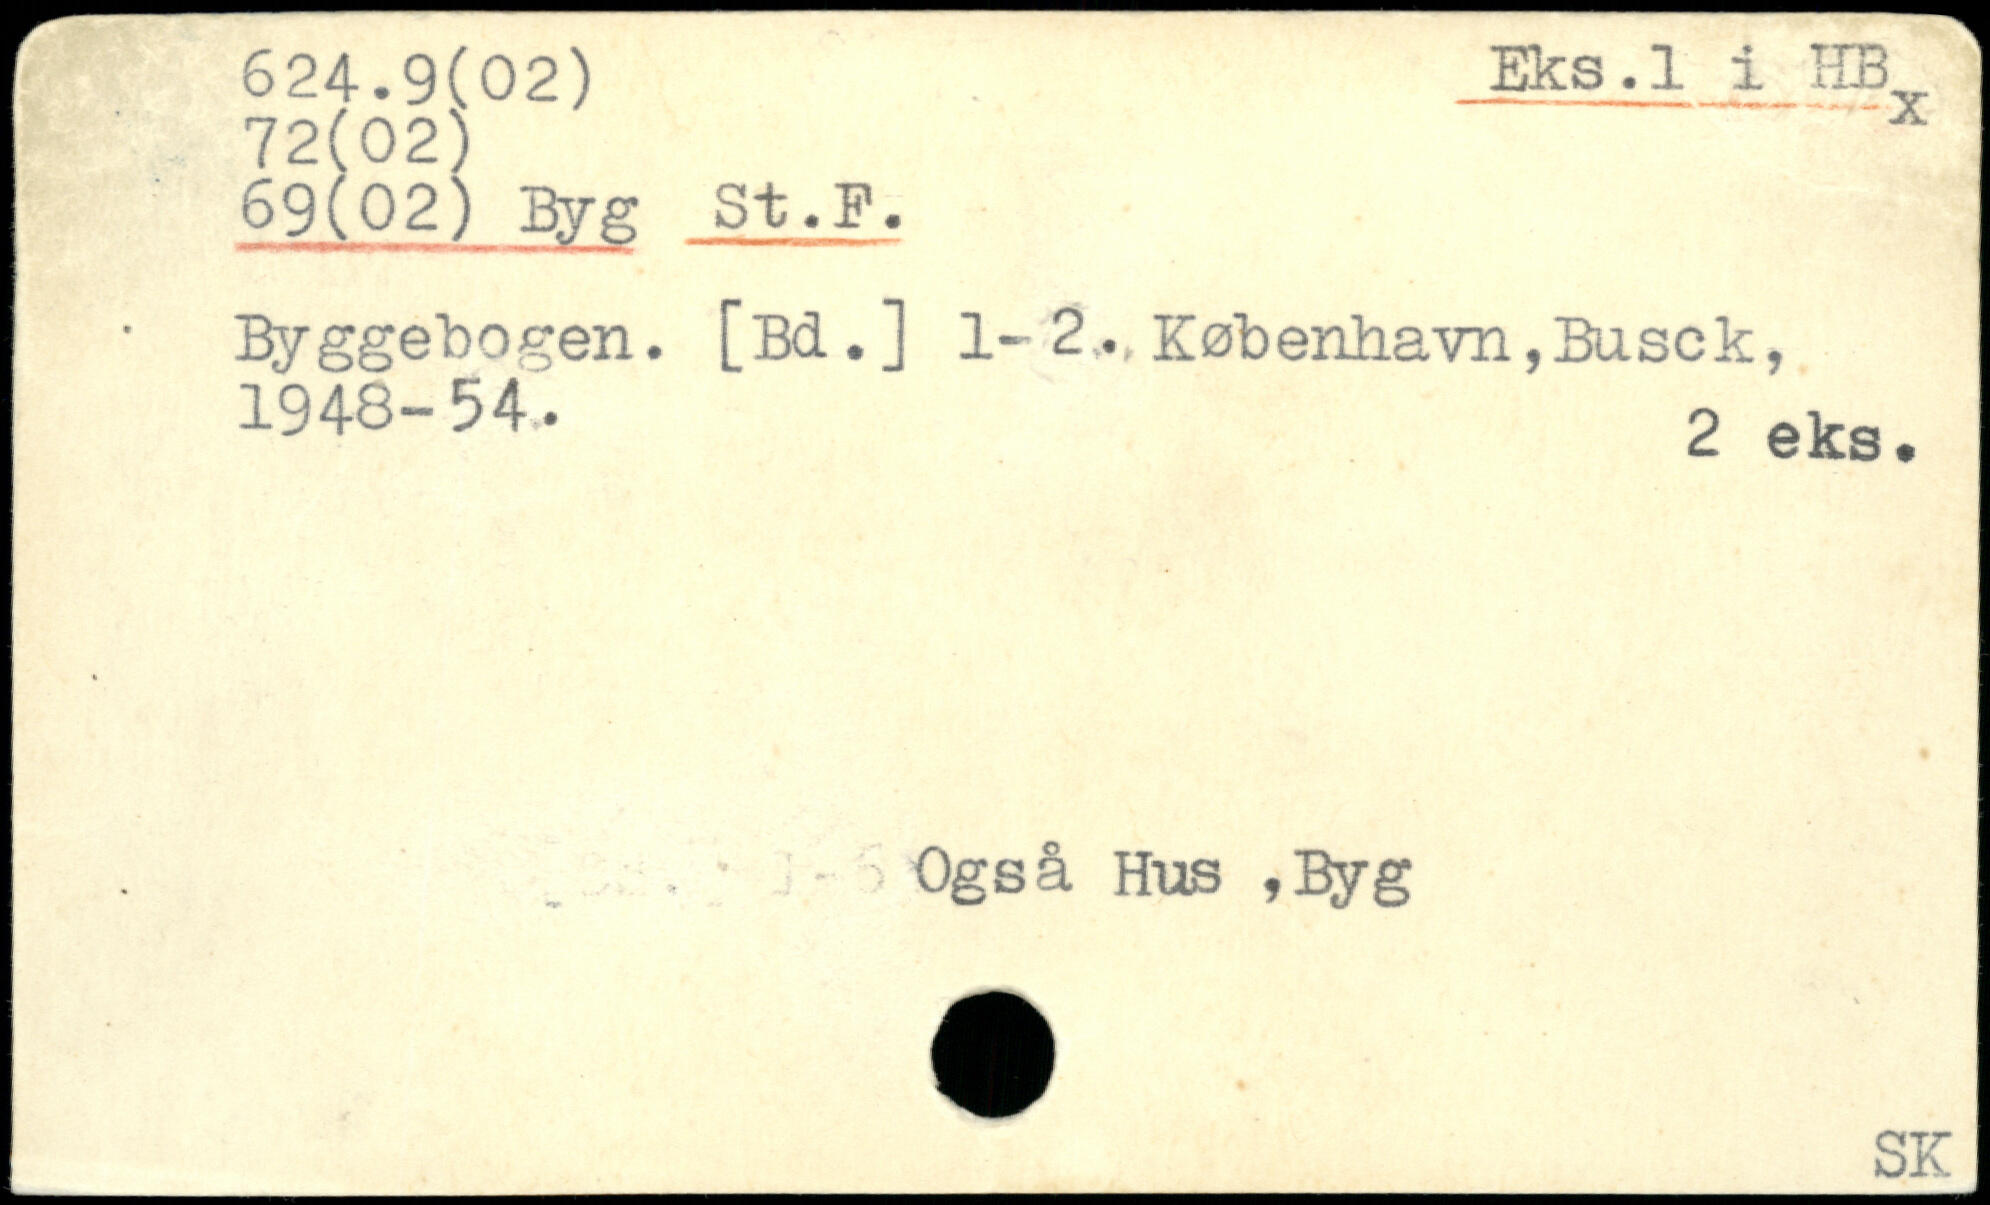 624.9(02) Eks.1 i HB
x
72(02)
69(02) Byg St.F.
Byggebogen. [Bd.] 1-2. København,Busck,
1948-54.
2 eks.
Også Hus ,Byg
SK